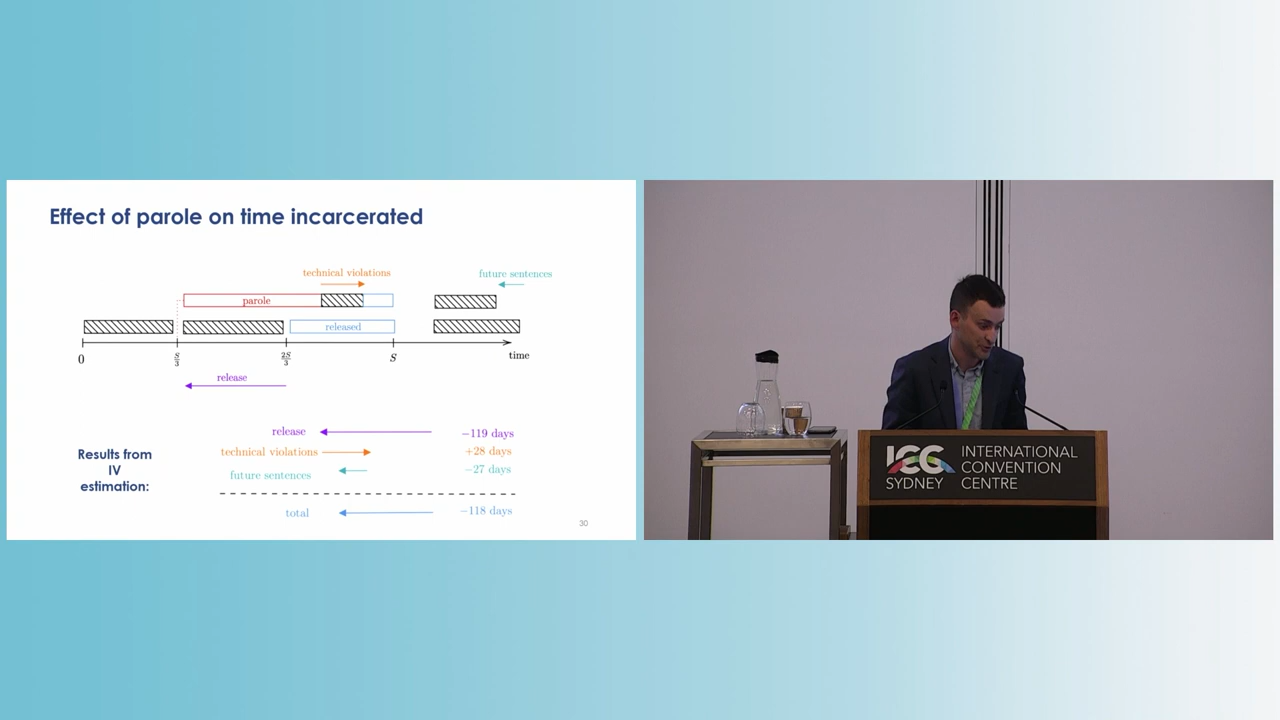 Effect of parole on time incarcerated
technical violations
future sentences
parole
released
0
S/3
2S/3
S
time
release
release
−119 days
technical violations
+28 days
Results from
IV
estimation:
future sentences
−27 days
total
−118 days
30
ICC
SYDNEY
INTERNATIONAL
CONVENTION
CENTRE